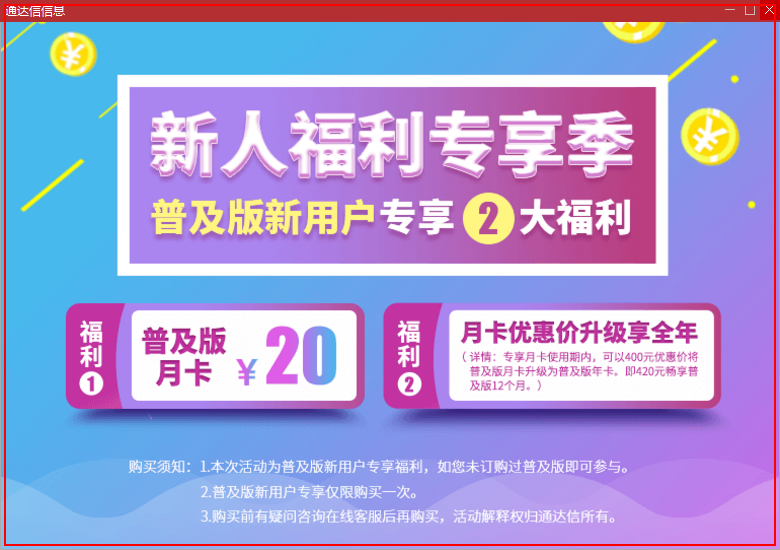 通达信信息
新人福利专享季
普及版新用户专享2大福利
福利1
普及版
月卡
¥20
福利2
月卡优惠价升级享全年
（详情：专享月卡使用期内，可以400元优惠价将
普及版月卡升级为普及版年卡。即420元畅享普
及版12个月。）
购买须知：1.本次活动为普及版新用户专享福利，如您未订购过普及版即可参与。
2.普及版新用户专享仅限购买一次。
3.购买前有疑问咨询在线客服后再购买，活动解释权归通达信所有。